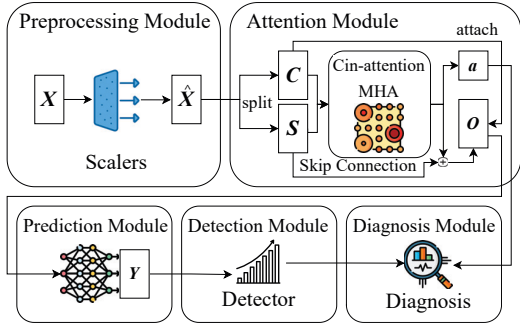 Preprocessing Module
X
X̂
Scalers
Attention Module
attach
split
C
S
Cin-attention
MHA
a
O
Skip Connection
Prediction Module
Y
Detection Module
Detector
Diagnosis Module
Diagnosis